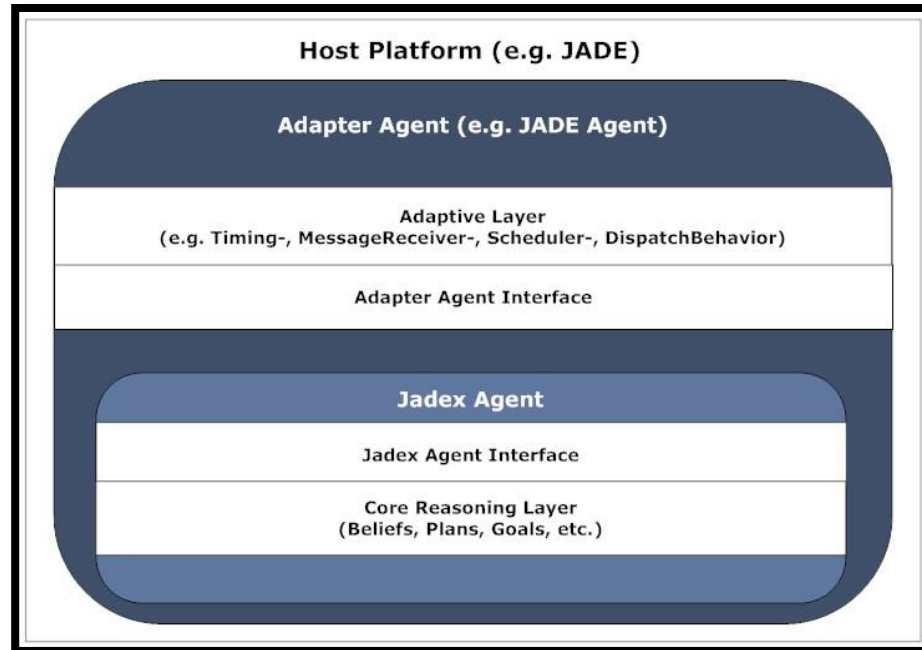 Host Platform (e.g. JADE)
Adapter Agent (e.g. JADE Agent)
Adaptive Layer
(e.g. Timing-, MessageReceiver-, Scheduler-, DispatchBehavior)
Adapter Agent Interface
Jadex Agent
Jadex Agent Interface
Core Reasoning Layer
(Beliefs, Plans, Goals, etc.)